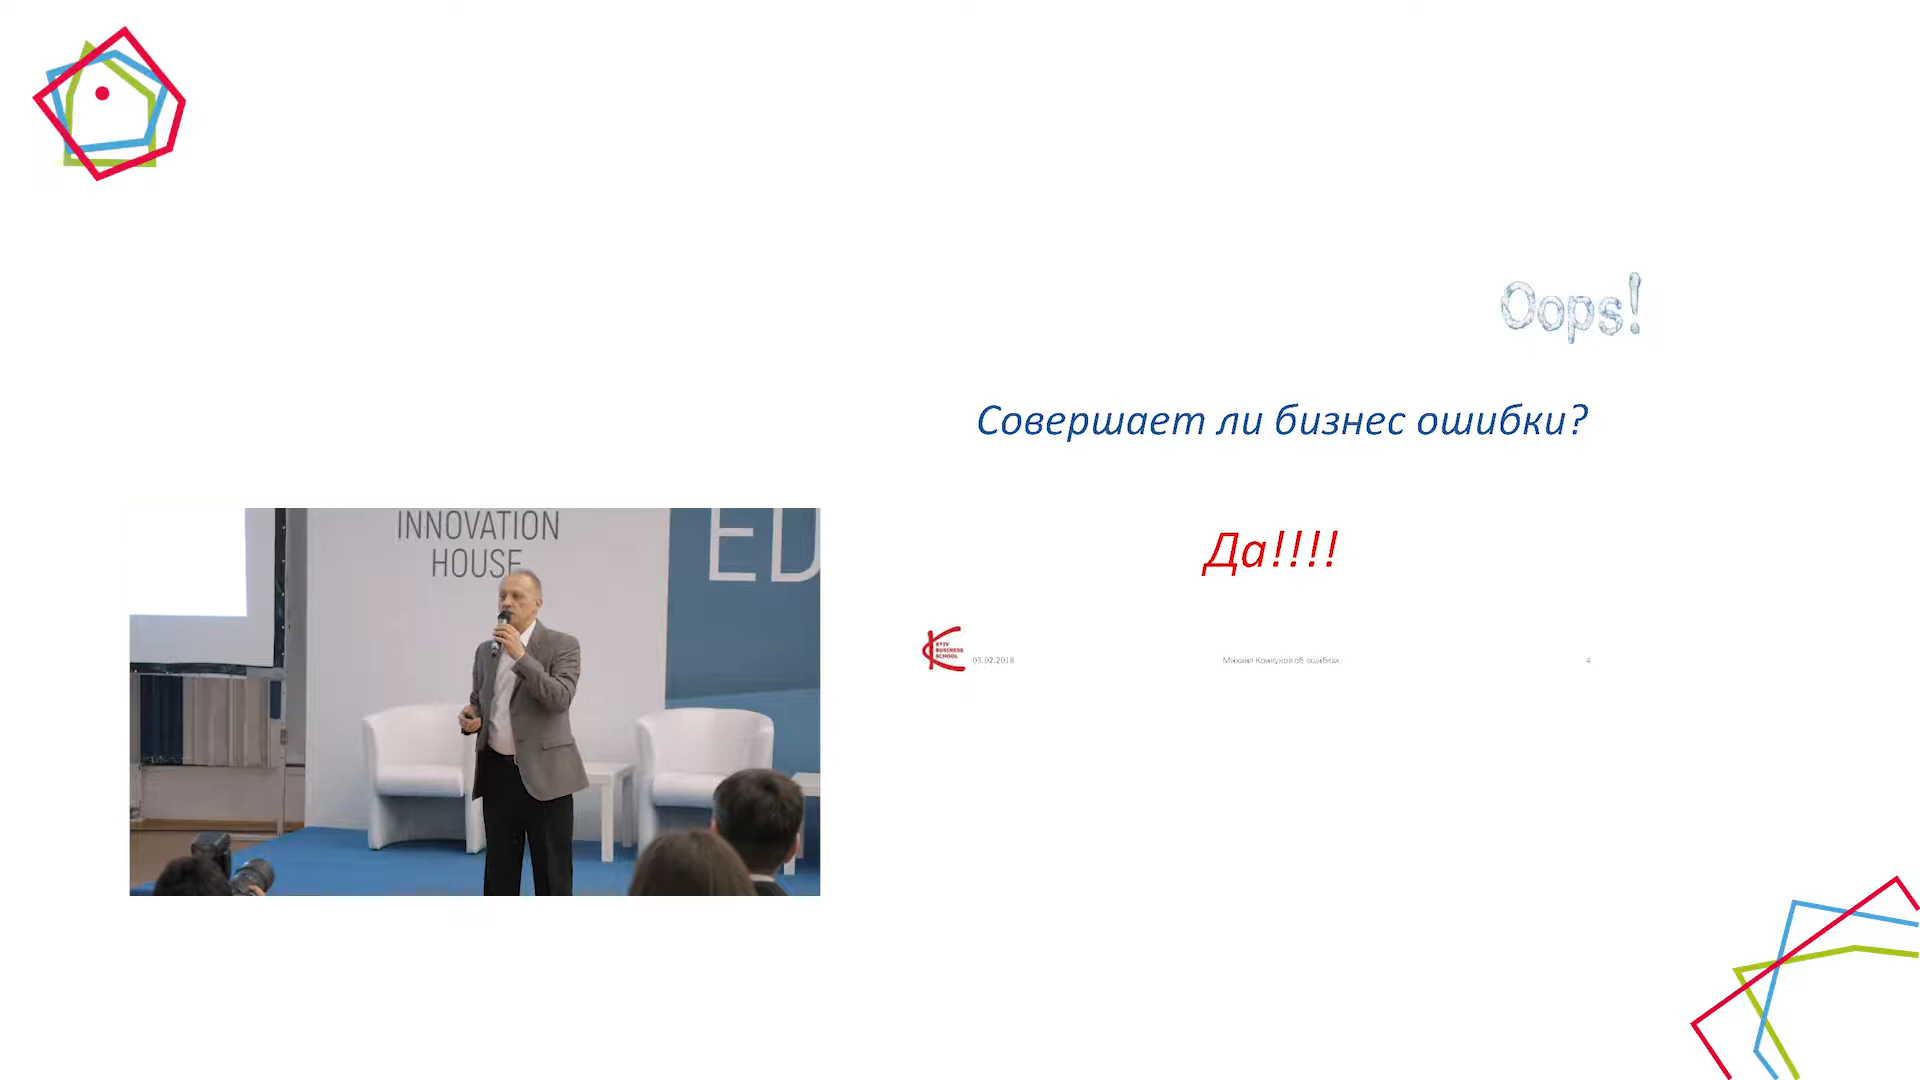 Oops!
Совершает ли бизнес ошибки?
Да!!!!
INNOVATION
HOUSE
ED
KYIV
BUSINESS
SCHOOL
03.02.2018
Михаил Крикунов об ошибках
4